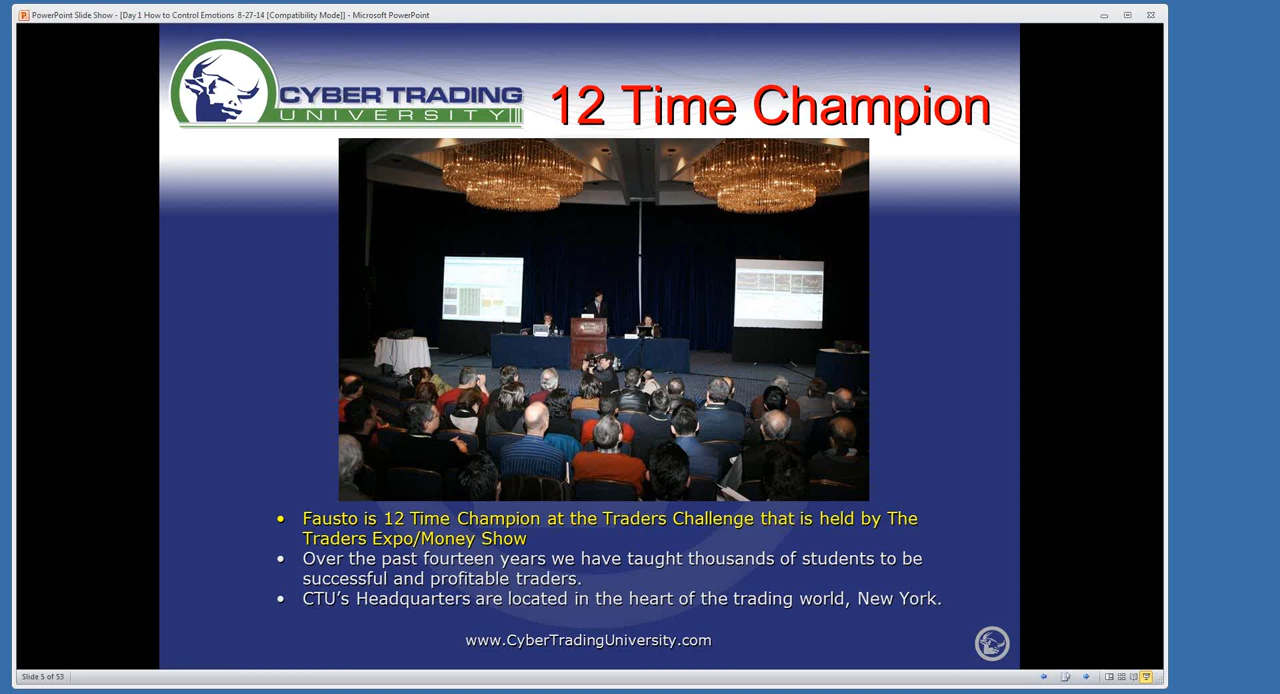 PowerPoint Slide Show - [Day 1 How to Control Emotions  8-27-14 [Compatibility Mode]] - Microsoft PowerPoint
CYBER TRADING
UNIVERSITY
12 Time Champion
• Fausto is 12 Time Champion at the Traders Challenge that is held by The
Traders Expo/Money Show
• Over the past fourteen years we have taught thousands of students to be
successful and profitable traders.
• CTU’s Headquarters are located in the heart of the trading world, New York.
www.CyberTradingUniversity.com
Slide 5 of 53